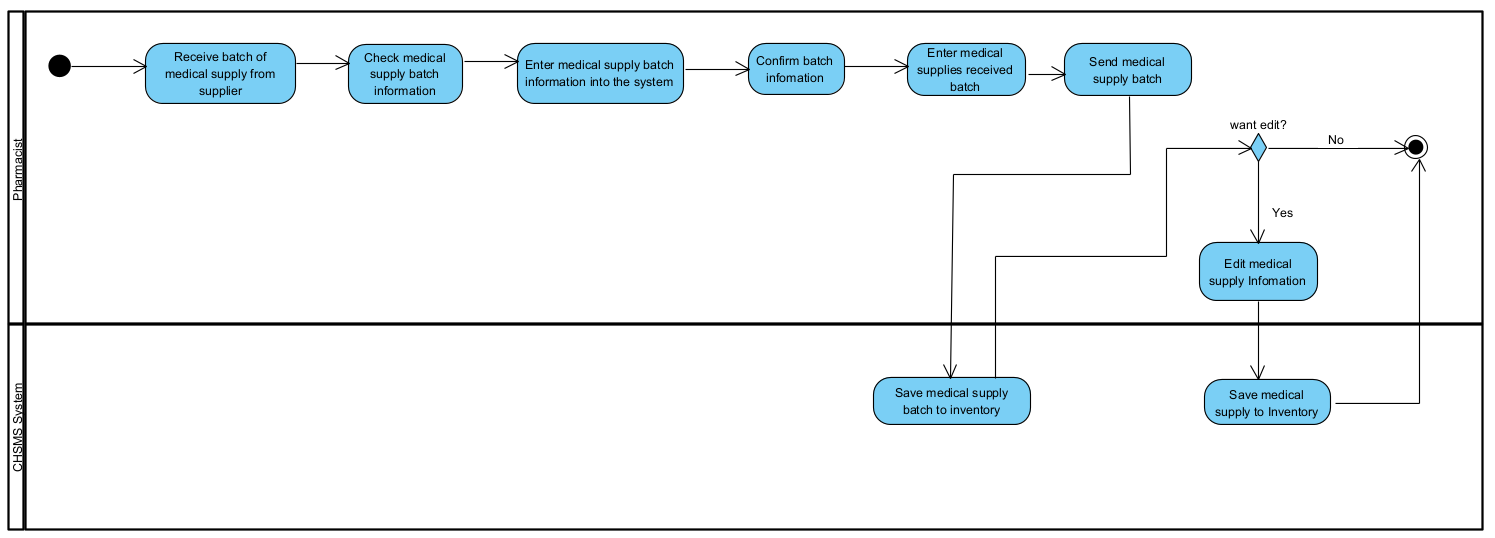 Pharmacist
Receive batch of
medical supply from
supplier
Check medical
supply batch
information
Enter medical supply batch
information into the system
Confirm batch
infomation
Enter medical
supplies received
batch
Send medical
supply batch
want edit?
No
Yes
Edit medical
supply Infomation
CHSMS System
Save medical supply
batch to inventory
Save medical
supply to Inventory